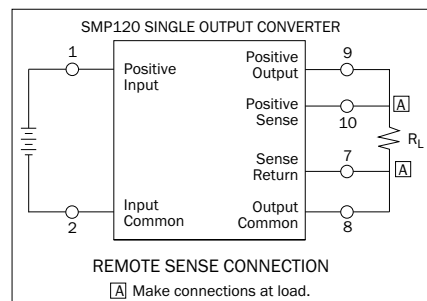 SMP120 SINGLE OUTPUT CONVERTER
1
Positive
Input
Positive
Output
9
Positive
Sense
10
A
R_L
Sense
Return
7
A
Input
Common
2
Output
Common
8
REMOTE SENSE CONNECTION
A Make connections at load.